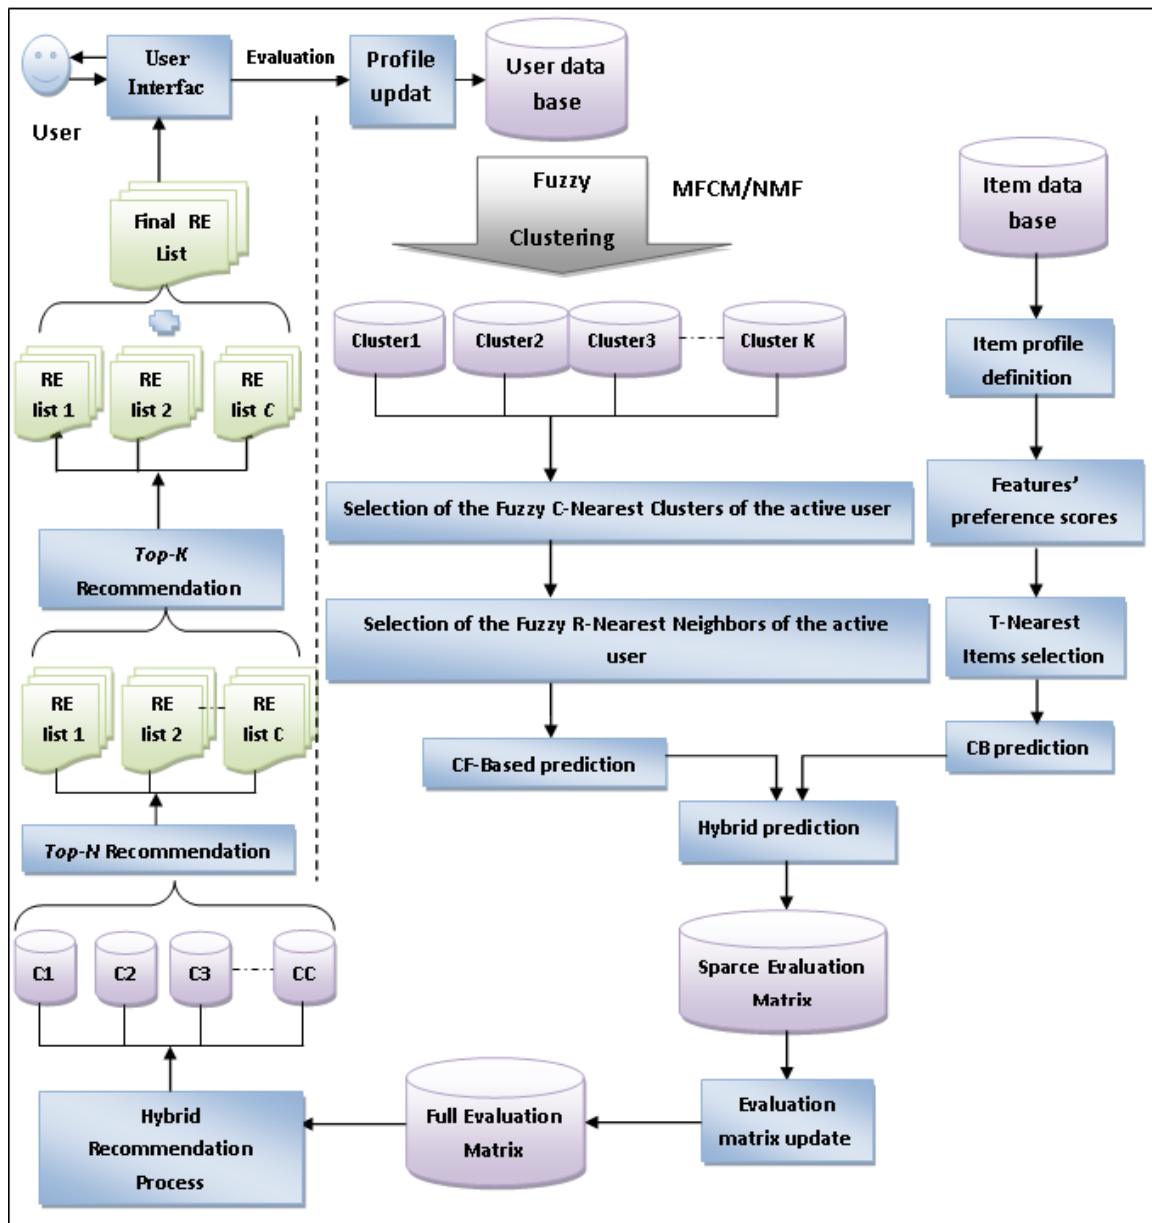 User
Interfac
Evaluation
Profile
updat
User data
base
User
Fuzzy
Clustering
MFCM/NMF
Item data
base
Final RE
List
Cluster1
Cluster2
Cluster3
Cluster K
Item profile
definition
RE
list 1
RE
list 2
RE
list C
Selection of the Fuzzy C-Nearest Clusters of the active user
Features’
preference scores
Top-K
Recommendation
Selection of the Fuzzy R-Nearest Neighbors of the active
user
T-Nearest
Items selection
RE
list 1
RE
list 2
RE
list C
CF-Based prediction
CB prediction
Hybrid prediction
Top-N Recommendation
C1
C2
C3
CC
Sparce Evaluation
Matrix
Hybrid
Recommendation
Process
Full Evaluation
Matrix
Evaluation
matrix update